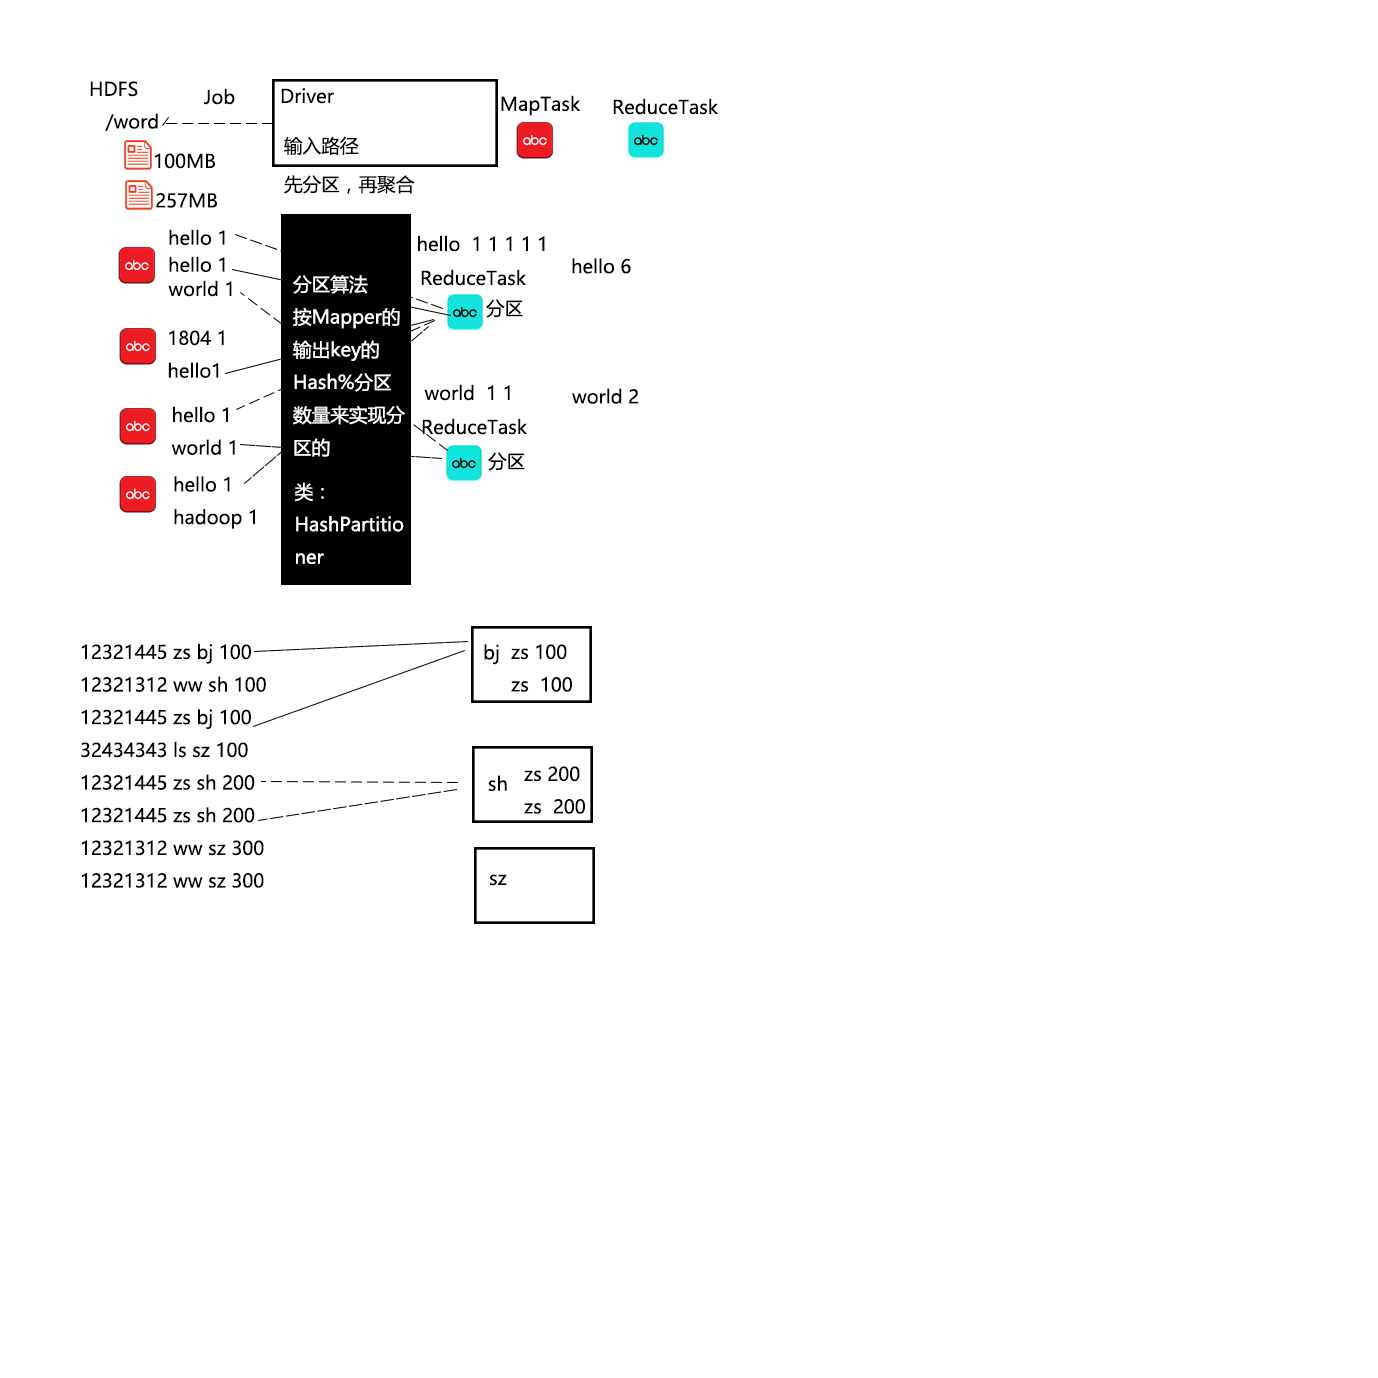 HDFS
Job
/word
100MB
257MB
Driver
输入路径
MapTask
abc
ReduceTask
abc
先分区，再聚合
hello 1
abc
hello 1
world 1
abc
1804 1
hello1
abc
hello 1
world 1
abc
hello 1
hadoop 1
分区算法
按Mapper的
输出key的
Hash%分区
数量来实现分
区的
类：
HashPartitio
ner
hello 1 1 1 1 1
hello 6
ReduceTask
abc 分区
world 1 1
world 2
ReduceTask
abc 分区
12321445 zs bj 100
12321312 ww sh 100
12321445 zs bj 100
32434343 ls sz 100
12321445 zs sh 200
12321445 zs sh 200
12321312 ww sz 300
12321312 ww sz 300
bj zs 100
zs 100
sh zs 200
zs 200
sz